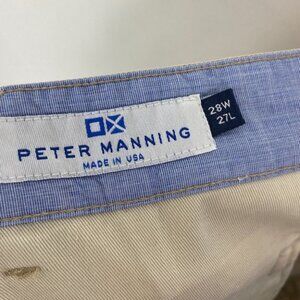 PETER MANNING
MADE IN USA
28W
27L